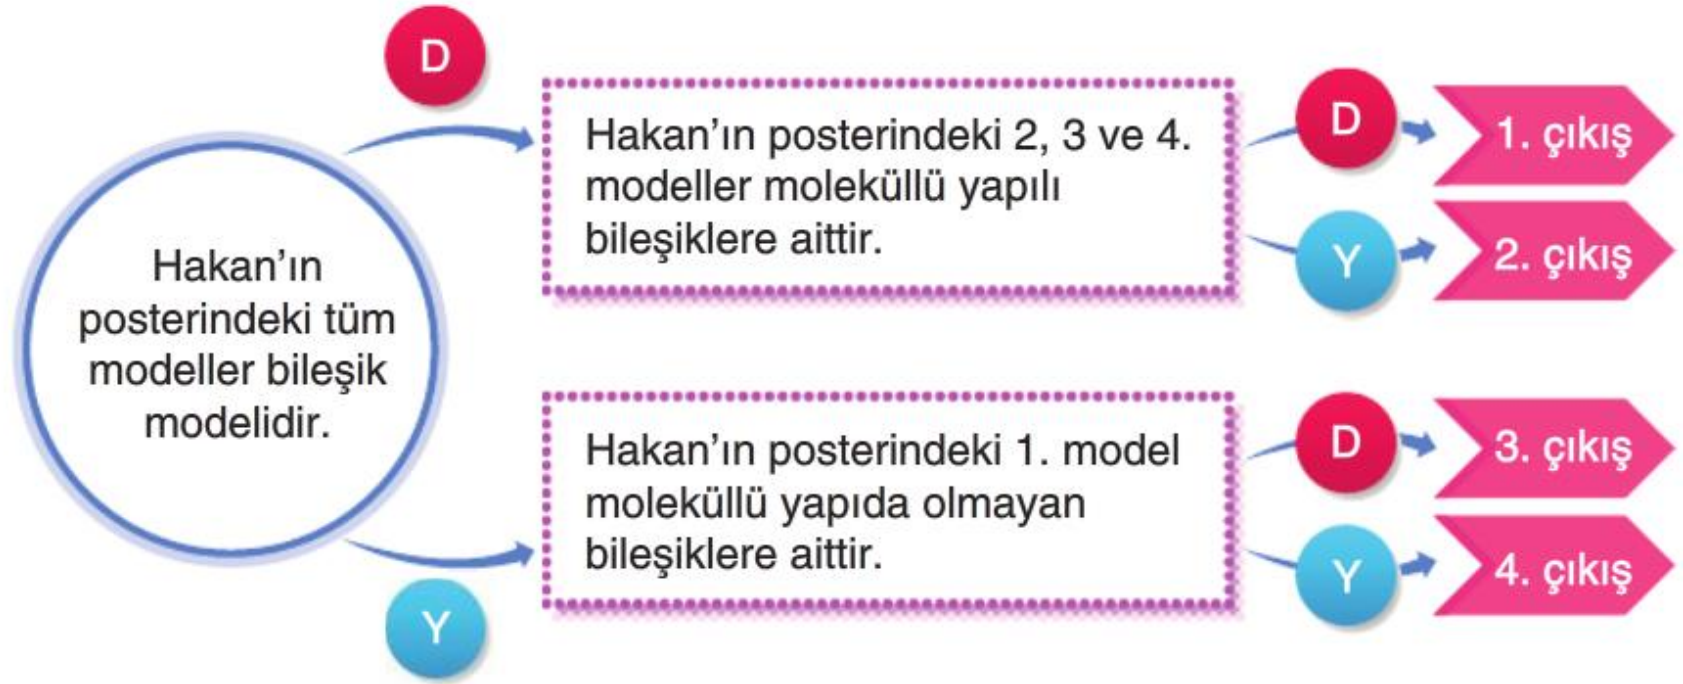 D
Hakan'ın
posterindeki tüm
modeller bileşik
modelidir.
Y
Hakan'ın posterindeki 2, 3 ve 4.
modeller moleküllü yapılı
bileşiklere aittir.
D
1. çıkış
Y
2. çıkış
Hakan'ın posterindeki 1. model
moleküllü yapıda olmayan
bileşiklere aittir.
D
3. çıkış
Y
4. çıkış